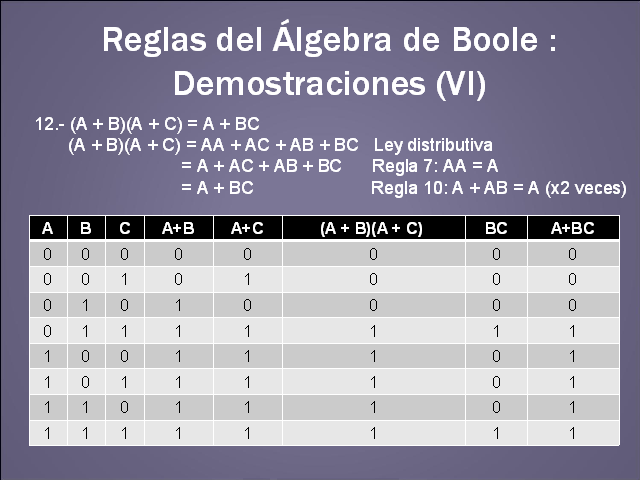 Reglas del Álgebra de Boole :
Demostraciones (VI)
12.- (A + B)(A + C) = A + BC
(A + B)(A + C) = AA + AC + AB + BC Ley distributiva
= A + AC + AB + BC Regla 7: AA = A
= A + BC Regla 10: A + AB = A (x2 veces)
A B C A+B A+C (A + B)(A + C) BC A+BC
0 0 0 0 0 0 0 0
0 0 1 0 1 0 0 0
0 1 0 1 0 0 0 0
0 1 1 1 1 1 1 1
1 0 0 1 1 1 0 1
1 0 1 1 1 1 0 1
1 1 0 1 1 1 0 1
1 1 1 1 1 1 1 1